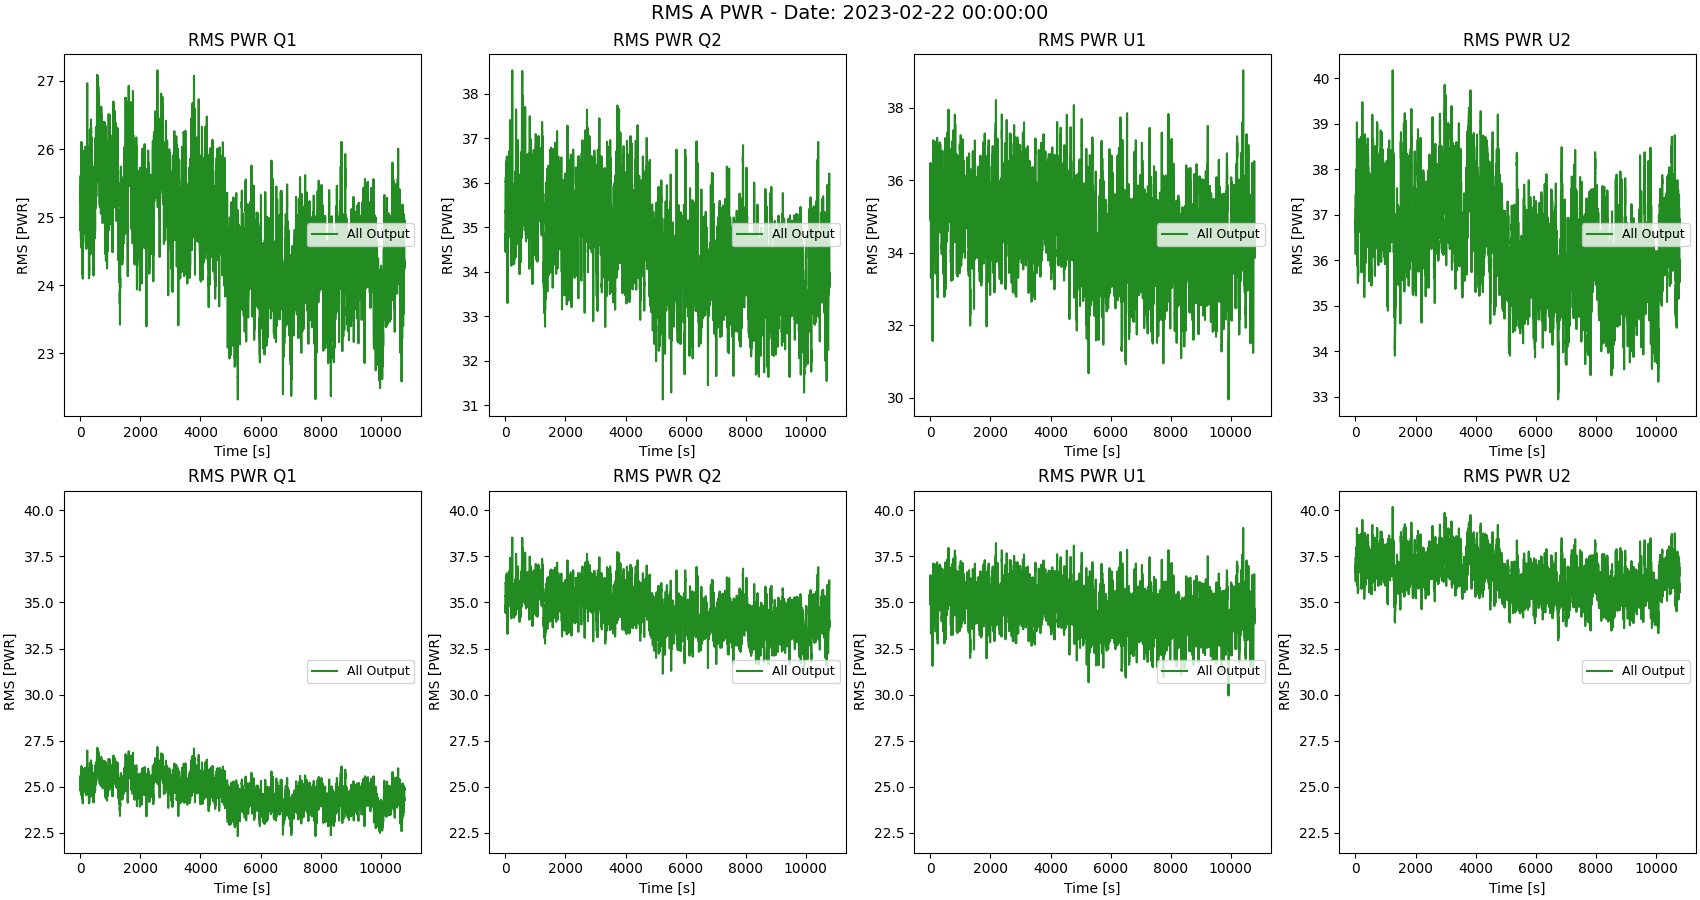 RMS A PWR - Date: 2023-02-22 00:00:00
RMS PWR Q1
RMS [PWR]
27
26
25
24
23
All Output
0 2000 4000 6000 8000 10000
Time [s]
RMS PWR Q2
RMS [PWR]
38
37
36
35
34
33
32
31
All Output
0 2000 4000 6000 8000 10000
Time [s]
RMS PWR U1
RMS [PWR]
38
36
34
32
30
All Output
0 2000 4000 6000 8000 10000
Time [s]
RMS PWR U2
RMS [PWR]
40
39
38
37
36
35
34
33
All Output
0 2000 4000 6000 8000 10000
Time [s]
RMS PWR Q1
RMS [PWR]
40.0
37.5
35.0
32.5
30.0
27.5
25.0
22.5
All Output
0 2000 4000 6000 8000 10000
Time [s]
RMS PWR Q2
RMS [PWR]
40.0
37.5
35.0
32.5
30.0
27.5
25.0
22.5
All Output
0 2000 4000 6000 8000 10000
Time [s]
RMS PWR U1
RMS [PWR]
40.0
37.5
35.0
32.5
30.0
27.5
25.0
22.5
All Output
0 2000 4000 6000 8000 10000
Time [s]
RMS PWR U2
RMS [PWR]
40.0
37.5
35.0
32.5
30.0
27.5
25.0
22.5
All Output
0 2000 4000 6000 8000 10000
Time [s]